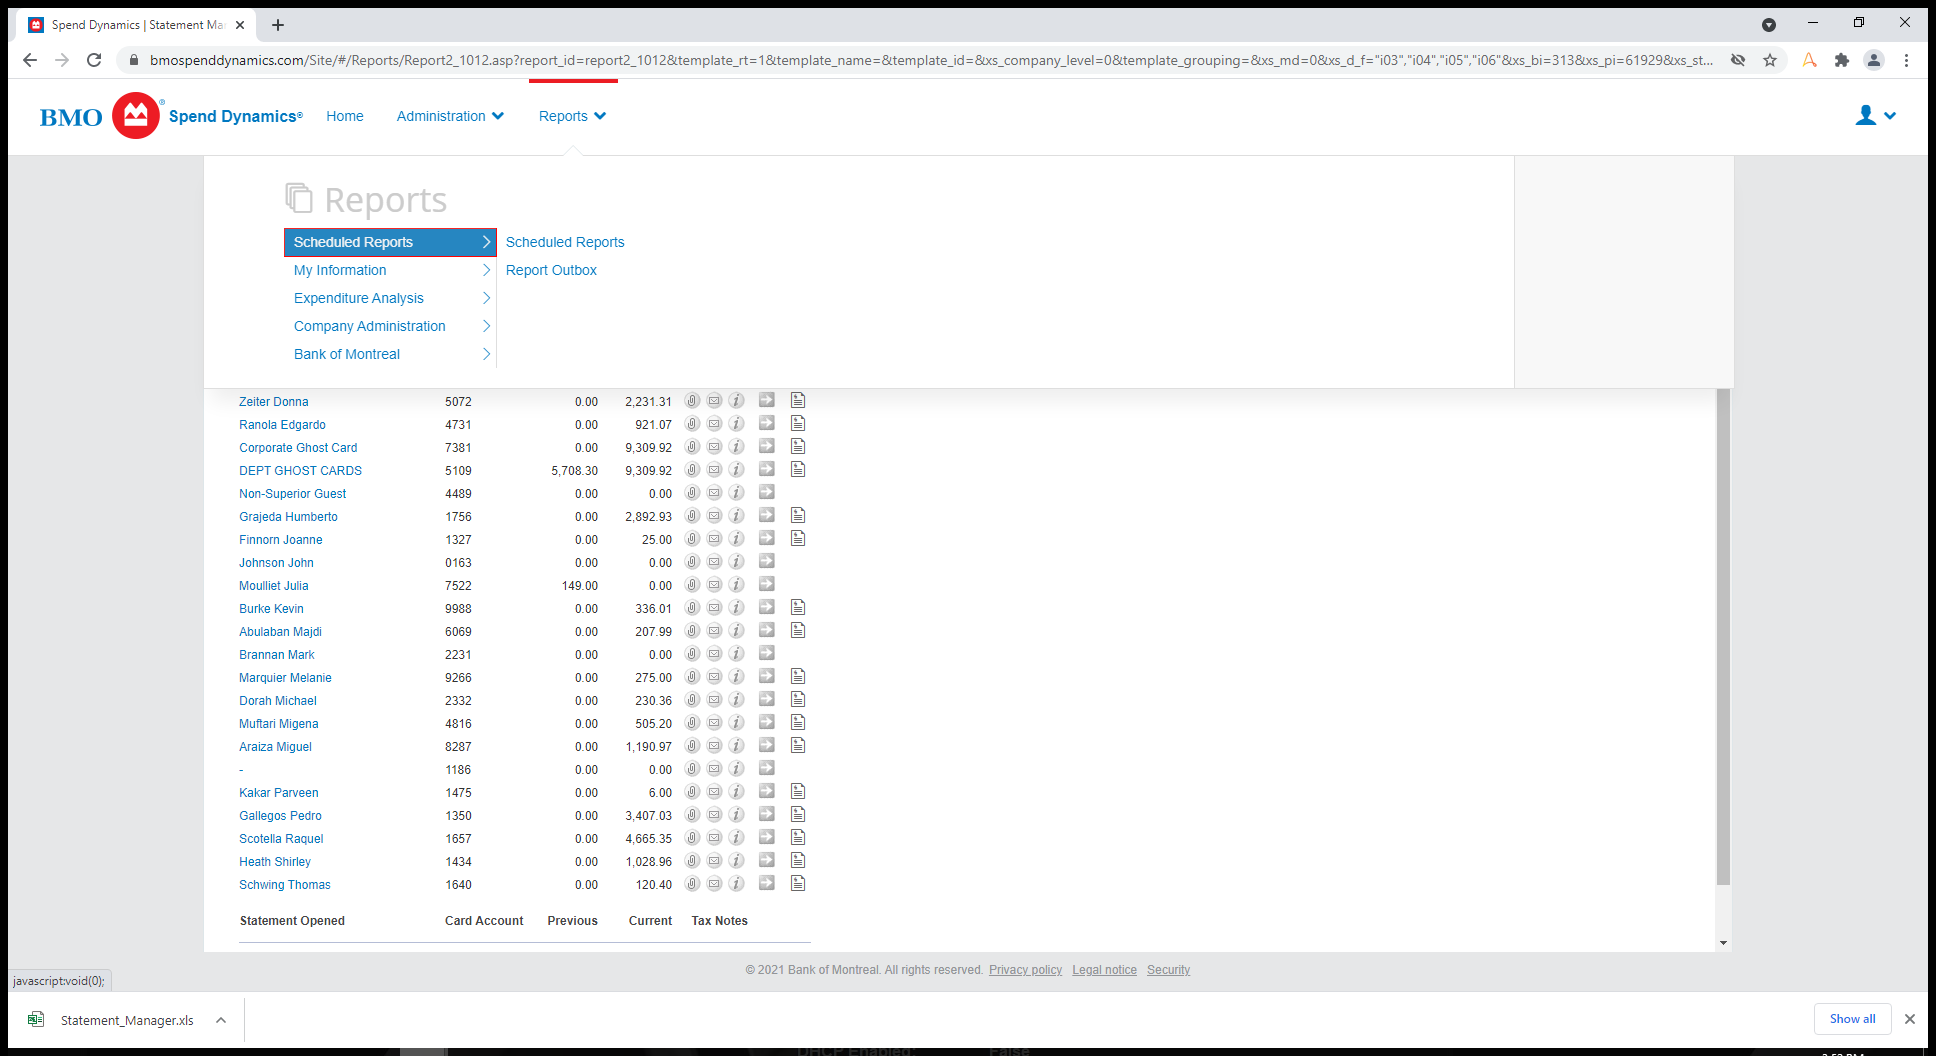 Spend Dynamics | Statement Ma
bmospenddynamics.com/Site/#/Reports/Report2_1012.asp?report_id=report2_1012&template_rt=1&template_name=&template_id=&xs_company_level=0&template_grouping=&xs_md=0&xs_d_f="i03","i04","i05","i06"&xs_bi=313&xs_pi=61929&xs_st...
BMO Spend Dynamics® Home Administration Reports
Reports
Scheduled Reports Scheduled Reports
My Information Report Outbox
Expenditure Analysis
Company Administration
Bank of Montreal
Zeiter Donna 5072 0.00 2,231.31
Ranola Edgardo 4731 0.00 921.07
Corporate Ghost Card 7381 0.00 9,309.92
DEPT GHOST CARDS 5109 5,708.30 9,309.92
Non-Superior Guest 4489 0.00 0.00
Grajeda Humberto 1756 0.00 2,892.93
Finnorn Joanne 1327 0.00 25.00
Johnson John 0163 0.00 0.00
Moulliet Julia 7522 149.00 0.00
Burke Kevin 9988 0.00 336.01
Abulaban Majdi 6069 0.00 207.99
Brannan Mark 2231 0.00 0.00
Marquier Melanie 9266 0.00 275.00
Dorah Michael 2332 0.00 230.36
Muftari Migena 4816 0.00 505.20
Araiza Miguel 8287 0.00 1,190.97
- 1186 0.00 0.00
Kakar Parveen 1475 0.00 6.00
Gallegos Pedro 1350 0.00 3,407.03
Scotella Raquel 1657 0.00 4,665.35
Heath Shirley 1434 0.00 1,028.96
Schwing Thomas 1640 0.00 120.40
Statement Opened Card Account Previous Current Tax Notes
© 2021 Bank of Montreal. All rights reserved. Privacy policy Legal notice Security
javascript:void(0);
Statement_Manager.xls
Show all
DHCP Enabled: False